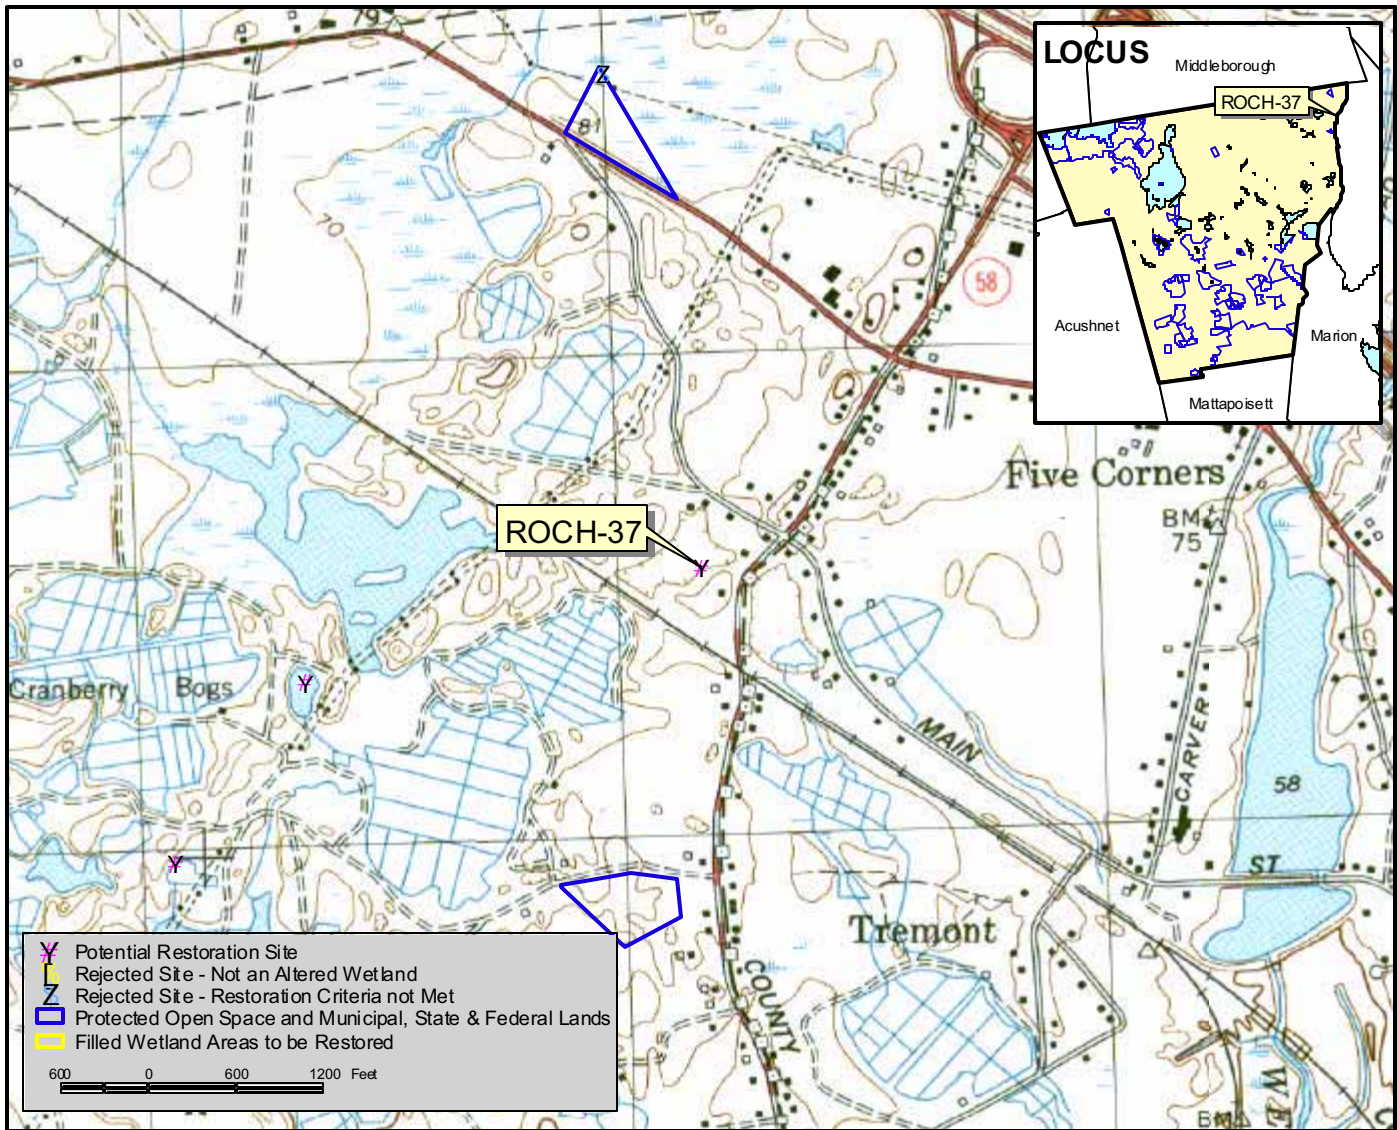 79
LOCUS
Middleborough
ROCH-37
Acushnet
Marion
Mattapoisett
Z
81
70
58
Five Corners
BM
75
ROCH-37
Y
Cranberry Bogs
Y
MAIN
CARVER
58
ST
Y
Tremont
COUNTY
WE
BM
Y Potential Restoration Site
[ Rejected Site - Not an Altered Wetland
Z Rejected Site - Restoration Criteria not Met
Protected Open Space and Municipal, State & Federal Lands
Filled Wetland Areas to be Restored
600 0 600 1200 Feet